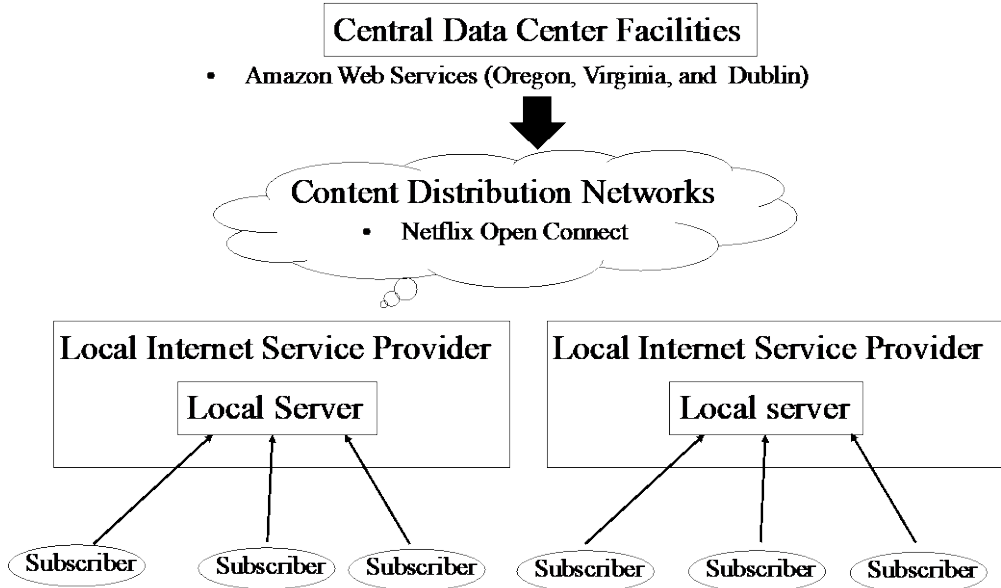 Central Data Center Facilities
• Amazon Web Services (Oregon, Virginia, and Dublin)
Content Distribution Networks
• Netflix Open Connect
Local Internet Service Provider
Local Server
Local Internet Service Provider
Local server
Subscriber
Subscriber
Subscriber
Subscriber
Subscriber
Subscriber